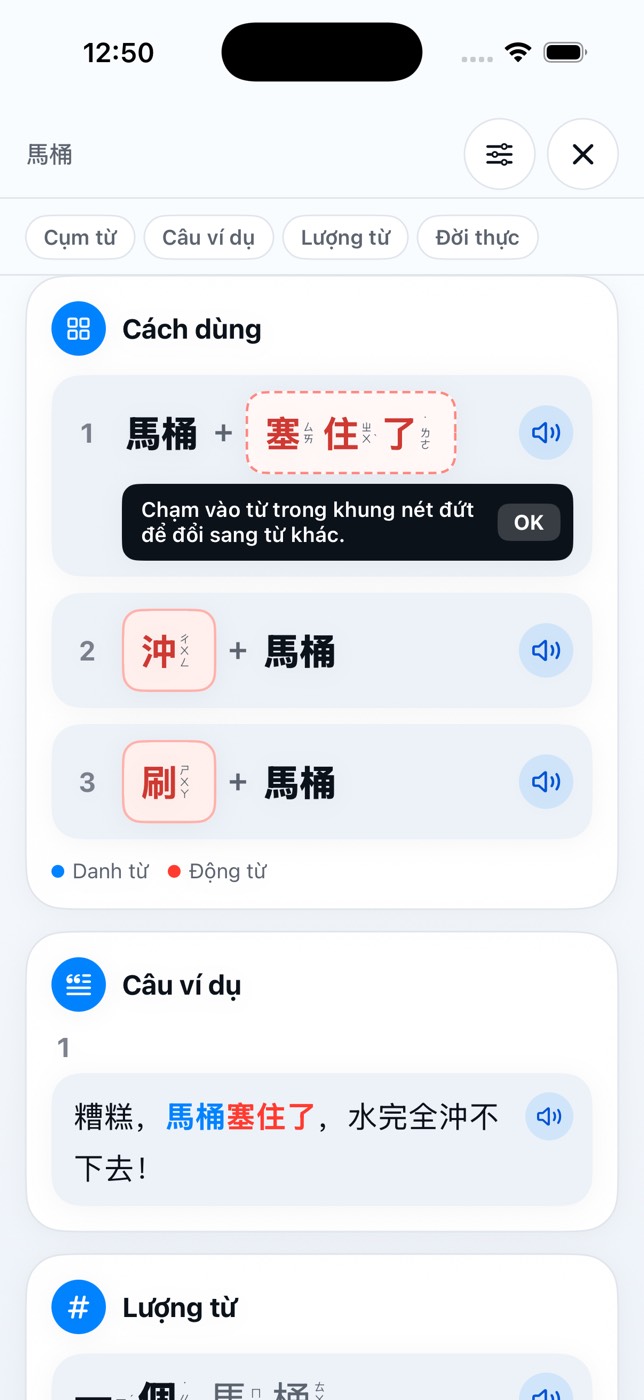 12:50
馬桶
Cụm từ Câu ví dụ Lượng từ Đời thực
Cách dùng
1 馬桶 + 塞ㄙㄞ住ㄓㄨˋ了˙ㄌㄜ
Chạm vào từ trong khung nét đứt
để đổi sang từ khác.
OK
2 沖ㄔㄨㄥ + 馬桶
3 刷ㄕㄨㄚ + 馬桶
Danh từ Động từ
Câu ví dụ
1
糟糕，馬桶塞住了，水完全沖不
下去！
Lượng từ
一個馬桶